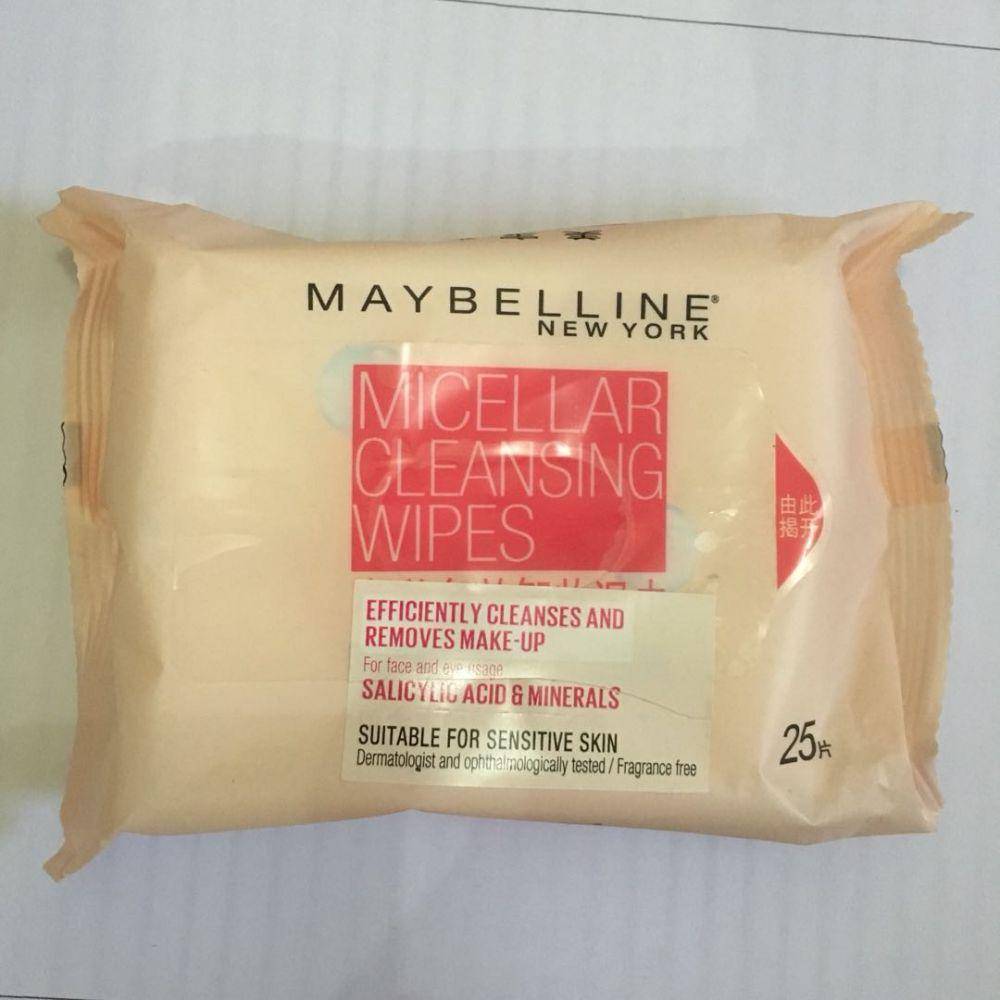 MAYBELLINE®
NEW YORK
MICELLAR
CLEANSING
WIPES
EFFICIENTLY CLEANSES AND
REMOVES MAKE-UP
For face and eye usage
SALICYLIC ACID & MINERALS
SUITABLE FOR SENSITIVE SKIN
Dermatologist and ophthalmologically tested / Fragrance free
由此
揭开
25片